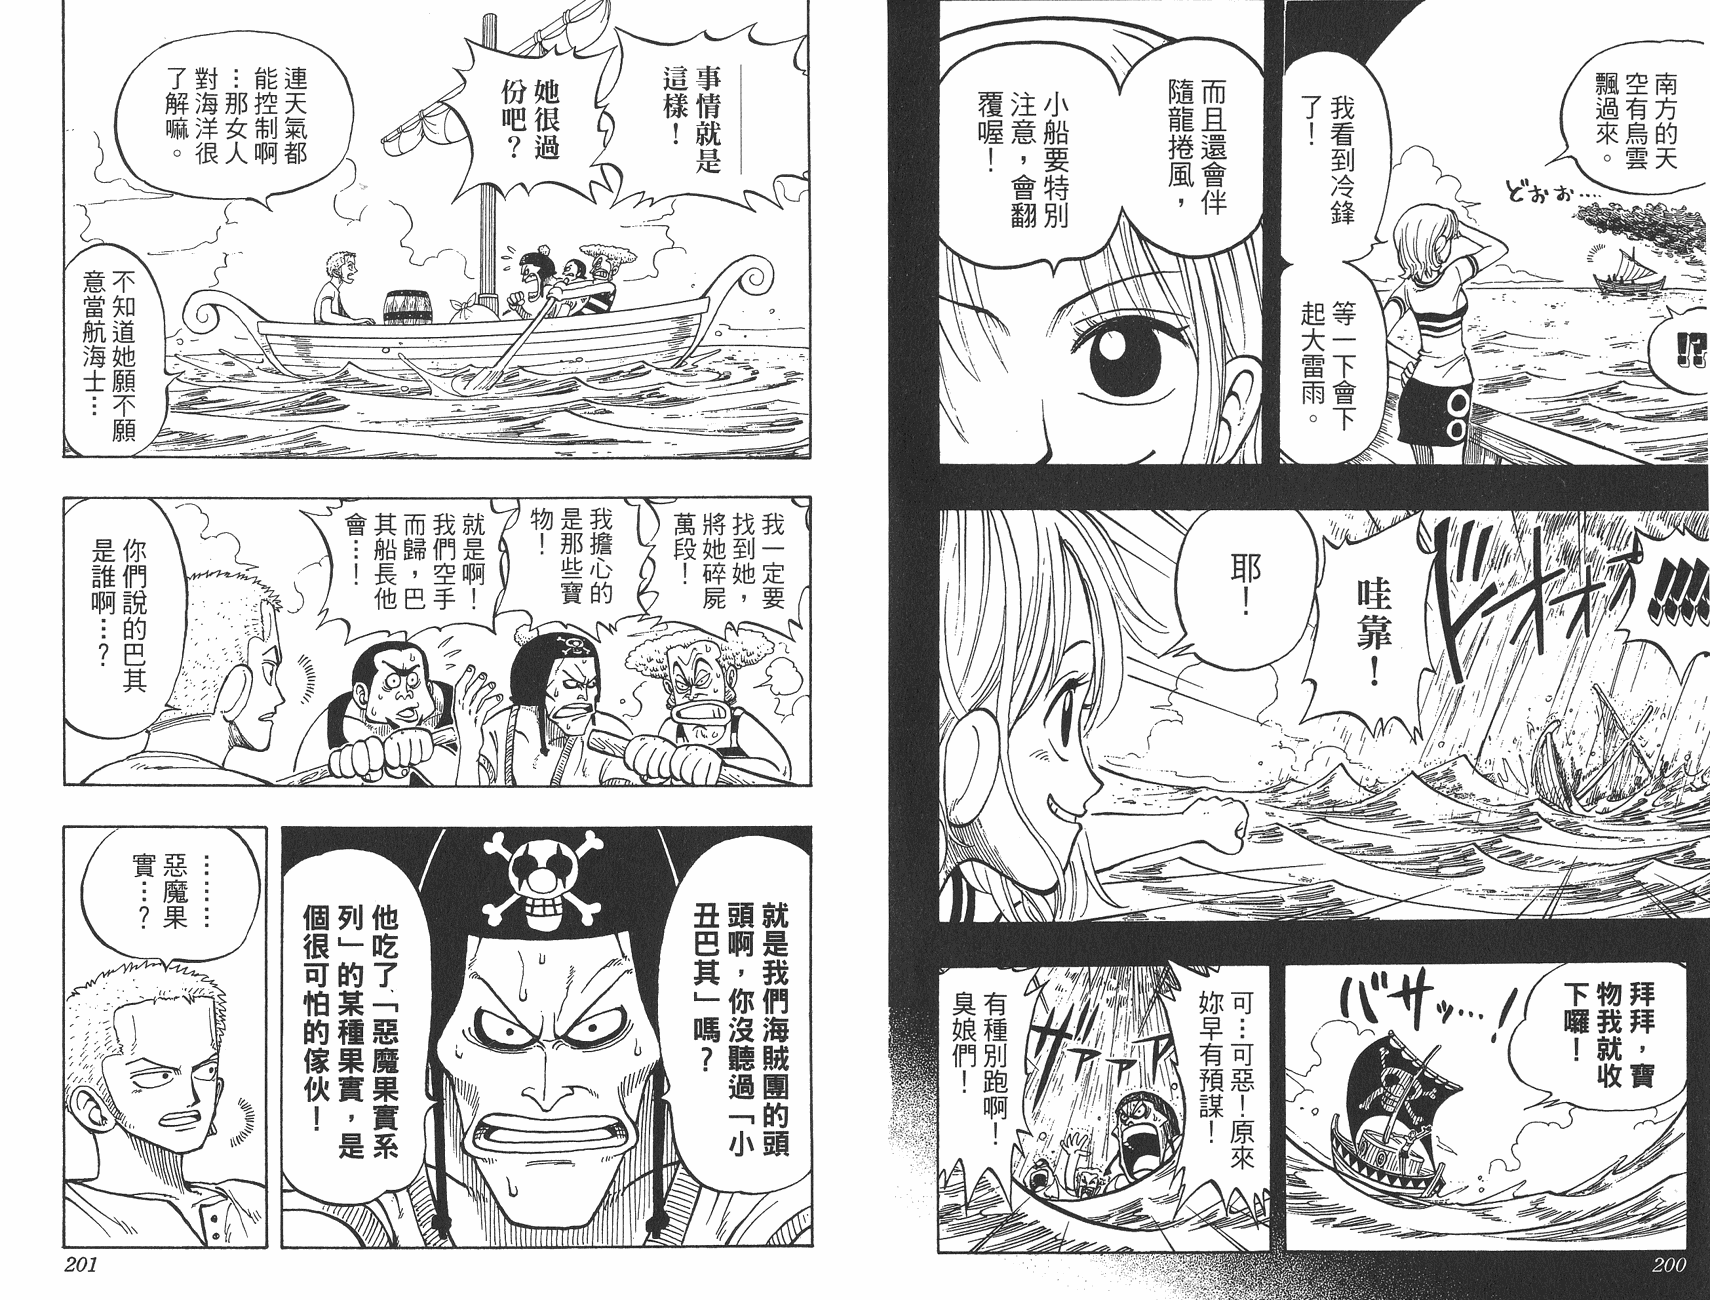 南方的天
空有烏雲
飄過來。
どぉぉ‥‥
!?
我看到冷鋒
了！
等一下會下
起大雷雨。
而且還會伴
隨龍捲風，
小船要特別
注意，會翻
覆喔！
!!!!!
ドオォォ
哇靠！
耶！
拜拜，寶
物我就收
下囉！
バサッ…!
可…可惡！原來
妳早有預謀！
有種別跑啊！
臭娘們！
ザアアアァ
200
事情就是
這樣！
她很過
份吧？
連天氣都
能控制啊
…那女人
對海洋很
了解嘛。
不知道她願不願
意當航海士…
我一定要
找到她，
將她碎屍
萬段！
我擔心的
是那些寶
物！
就是啊！
我們空手
而歸，巴
其船長他
會…！
你們說的巴其
是誰啊…？
就是我們海賊團的頭
頭啊，你沒聽過「小
丑巴其」嗎？
他吃了「惡魔果實系
列」的某種果實，是
個很可怕的傢伙！
………
惡魔果
實…？
201